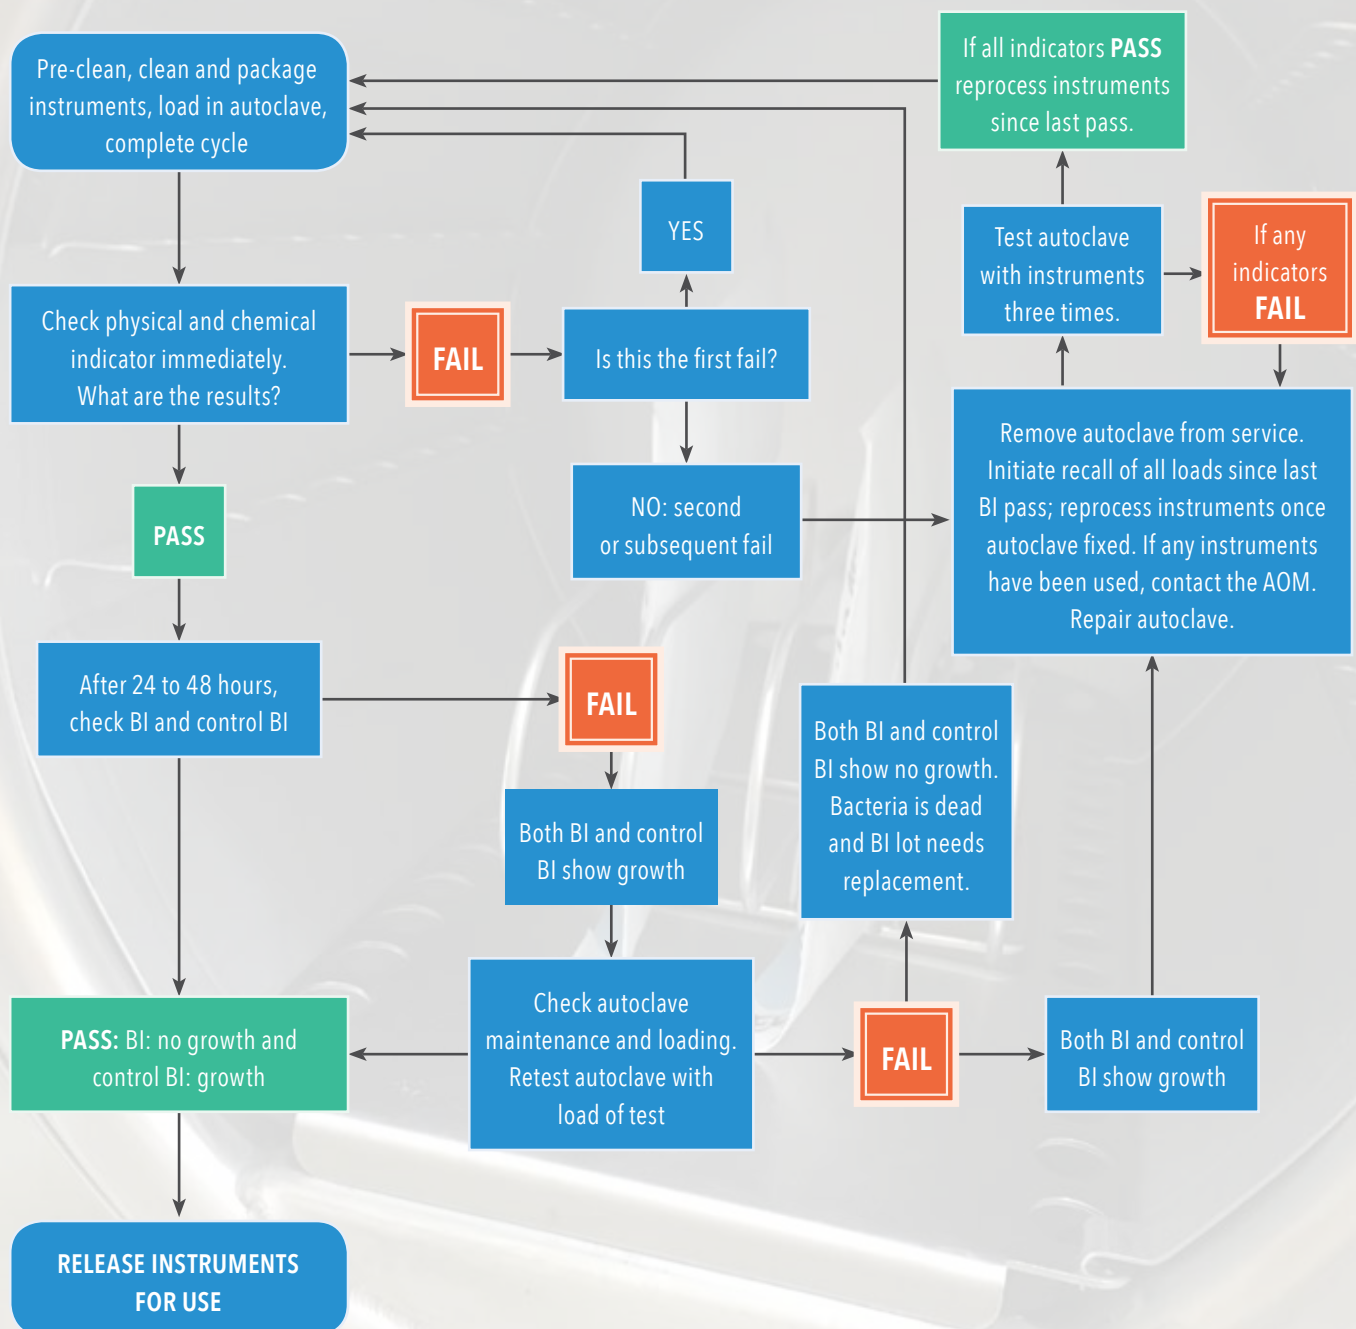 Pre-clean, clean and package
instruments, load in autoclave,
complete cycle
If all indicators PASS
reprocess instruments
since last pass.
YES
Test autoclave
with instruments
three times.
If any
indicators
FAIL
Check physical and chemical
indicator immediately.
What are the results?
FAIL
Is this the first fail?
Remove autoclave from service.
Initiate recall of all loads since last
BI pass; reprocess instruments once
autoclave fixed. If any instruments
have been used, contact the AOM.
Repair autoclave.
NO: second
or subsequent fail
PASS
After 24 to 48 hours,
check BI and control BI
FAIL
Both BI and control
BI show no growth.
Bacteria is dead
and BI lot needs
replacement.
Both BI and control
BI show growth
Check autoclave
maintenance and loading.
Retest autoclave with
load of test
PASS: BI: no growth and
control BI: growth
FAIL
Both BI and control
BI show growth
RELEASE INSTRUMENTS
FOR USE